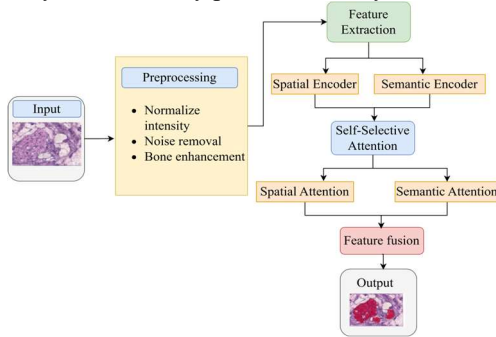 Feature
Extraction
Preprocessing
Input
• Normalize
intensity
• Noise removal
• Bone enhancement
Spatial Encoder
Semantic Encoder
Self-Selective
Attention
Spatial Attention
Semantic Attention
Feature fusion
Output